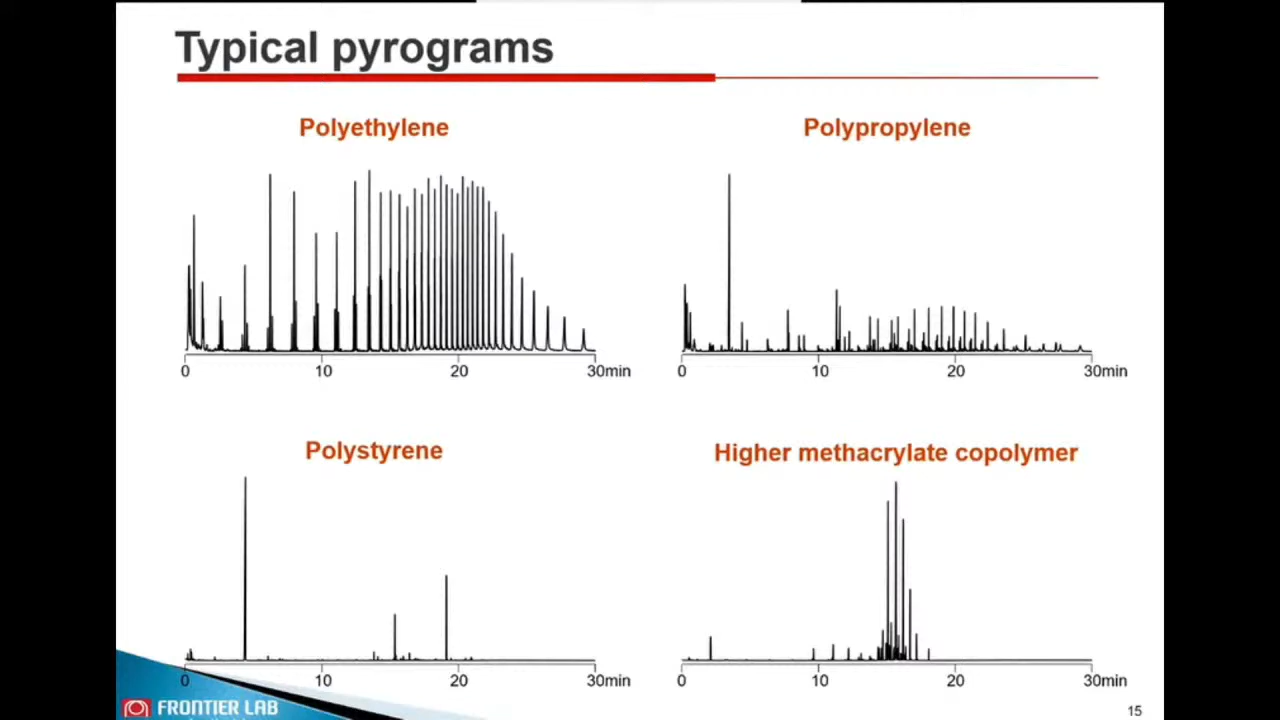 Typical pyrograms
Polyethylene
Polypropylene
0 10 20 30min
0 10 20 30min
Polystyrene
Higher methacrylate copolymer
0 10 20 30min
0 10 20 30min
FRONTIER LAB
15